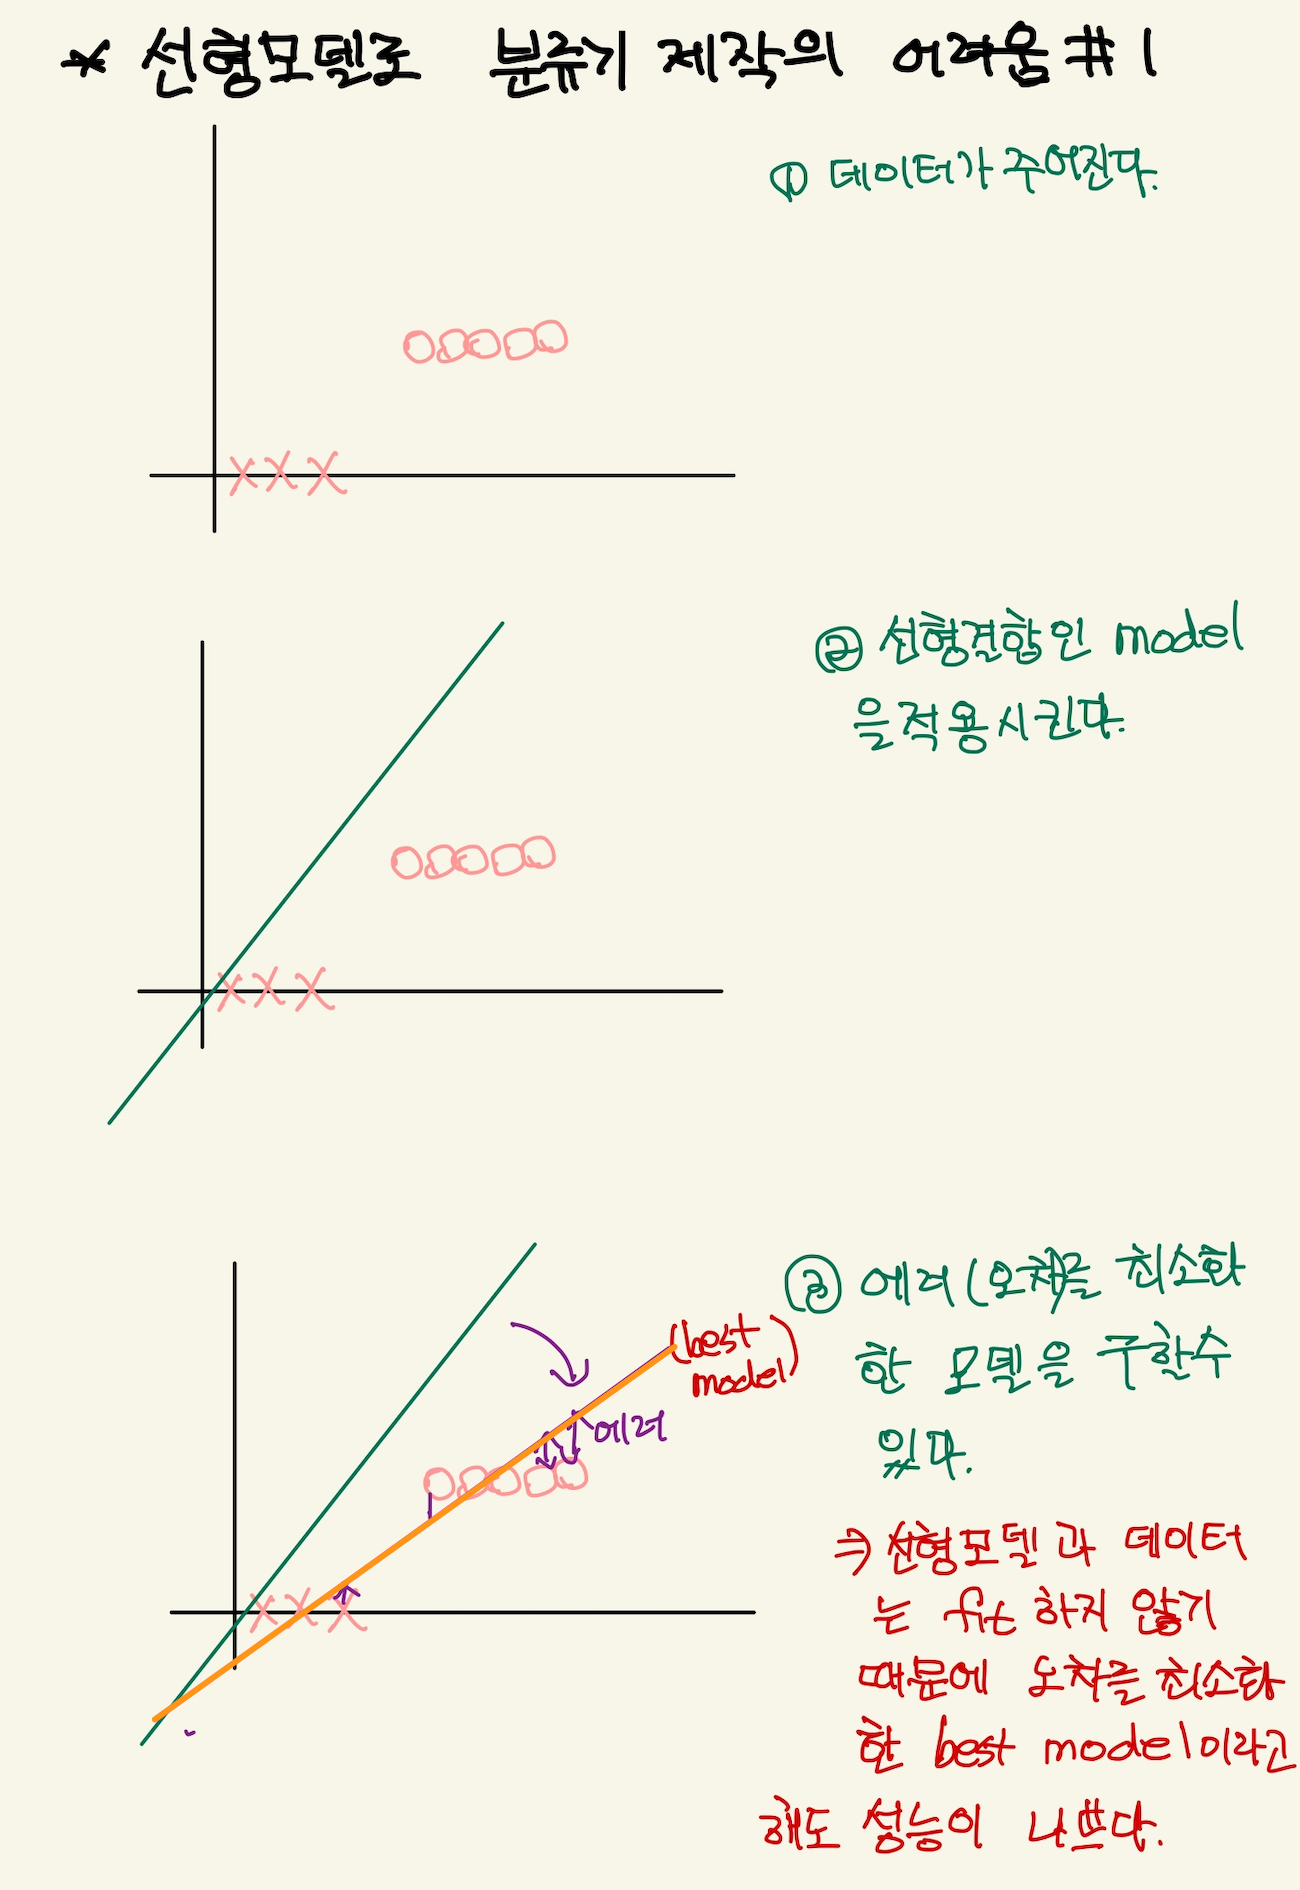 * 선형모델로 분류기 제작의 어려움 #1
① 데이터가 주어진다.
② 선형결합인 model
을 적용시킨다.
③ 에러(오차)를 최소화
한 모델을 구할수
있다.
(best
model)
에러
⇒ 선형모델과 데이터
는 fit 하지 않기
때문에 오차를 최소화
한 best model이라고
해도 성능이 나쁘다.